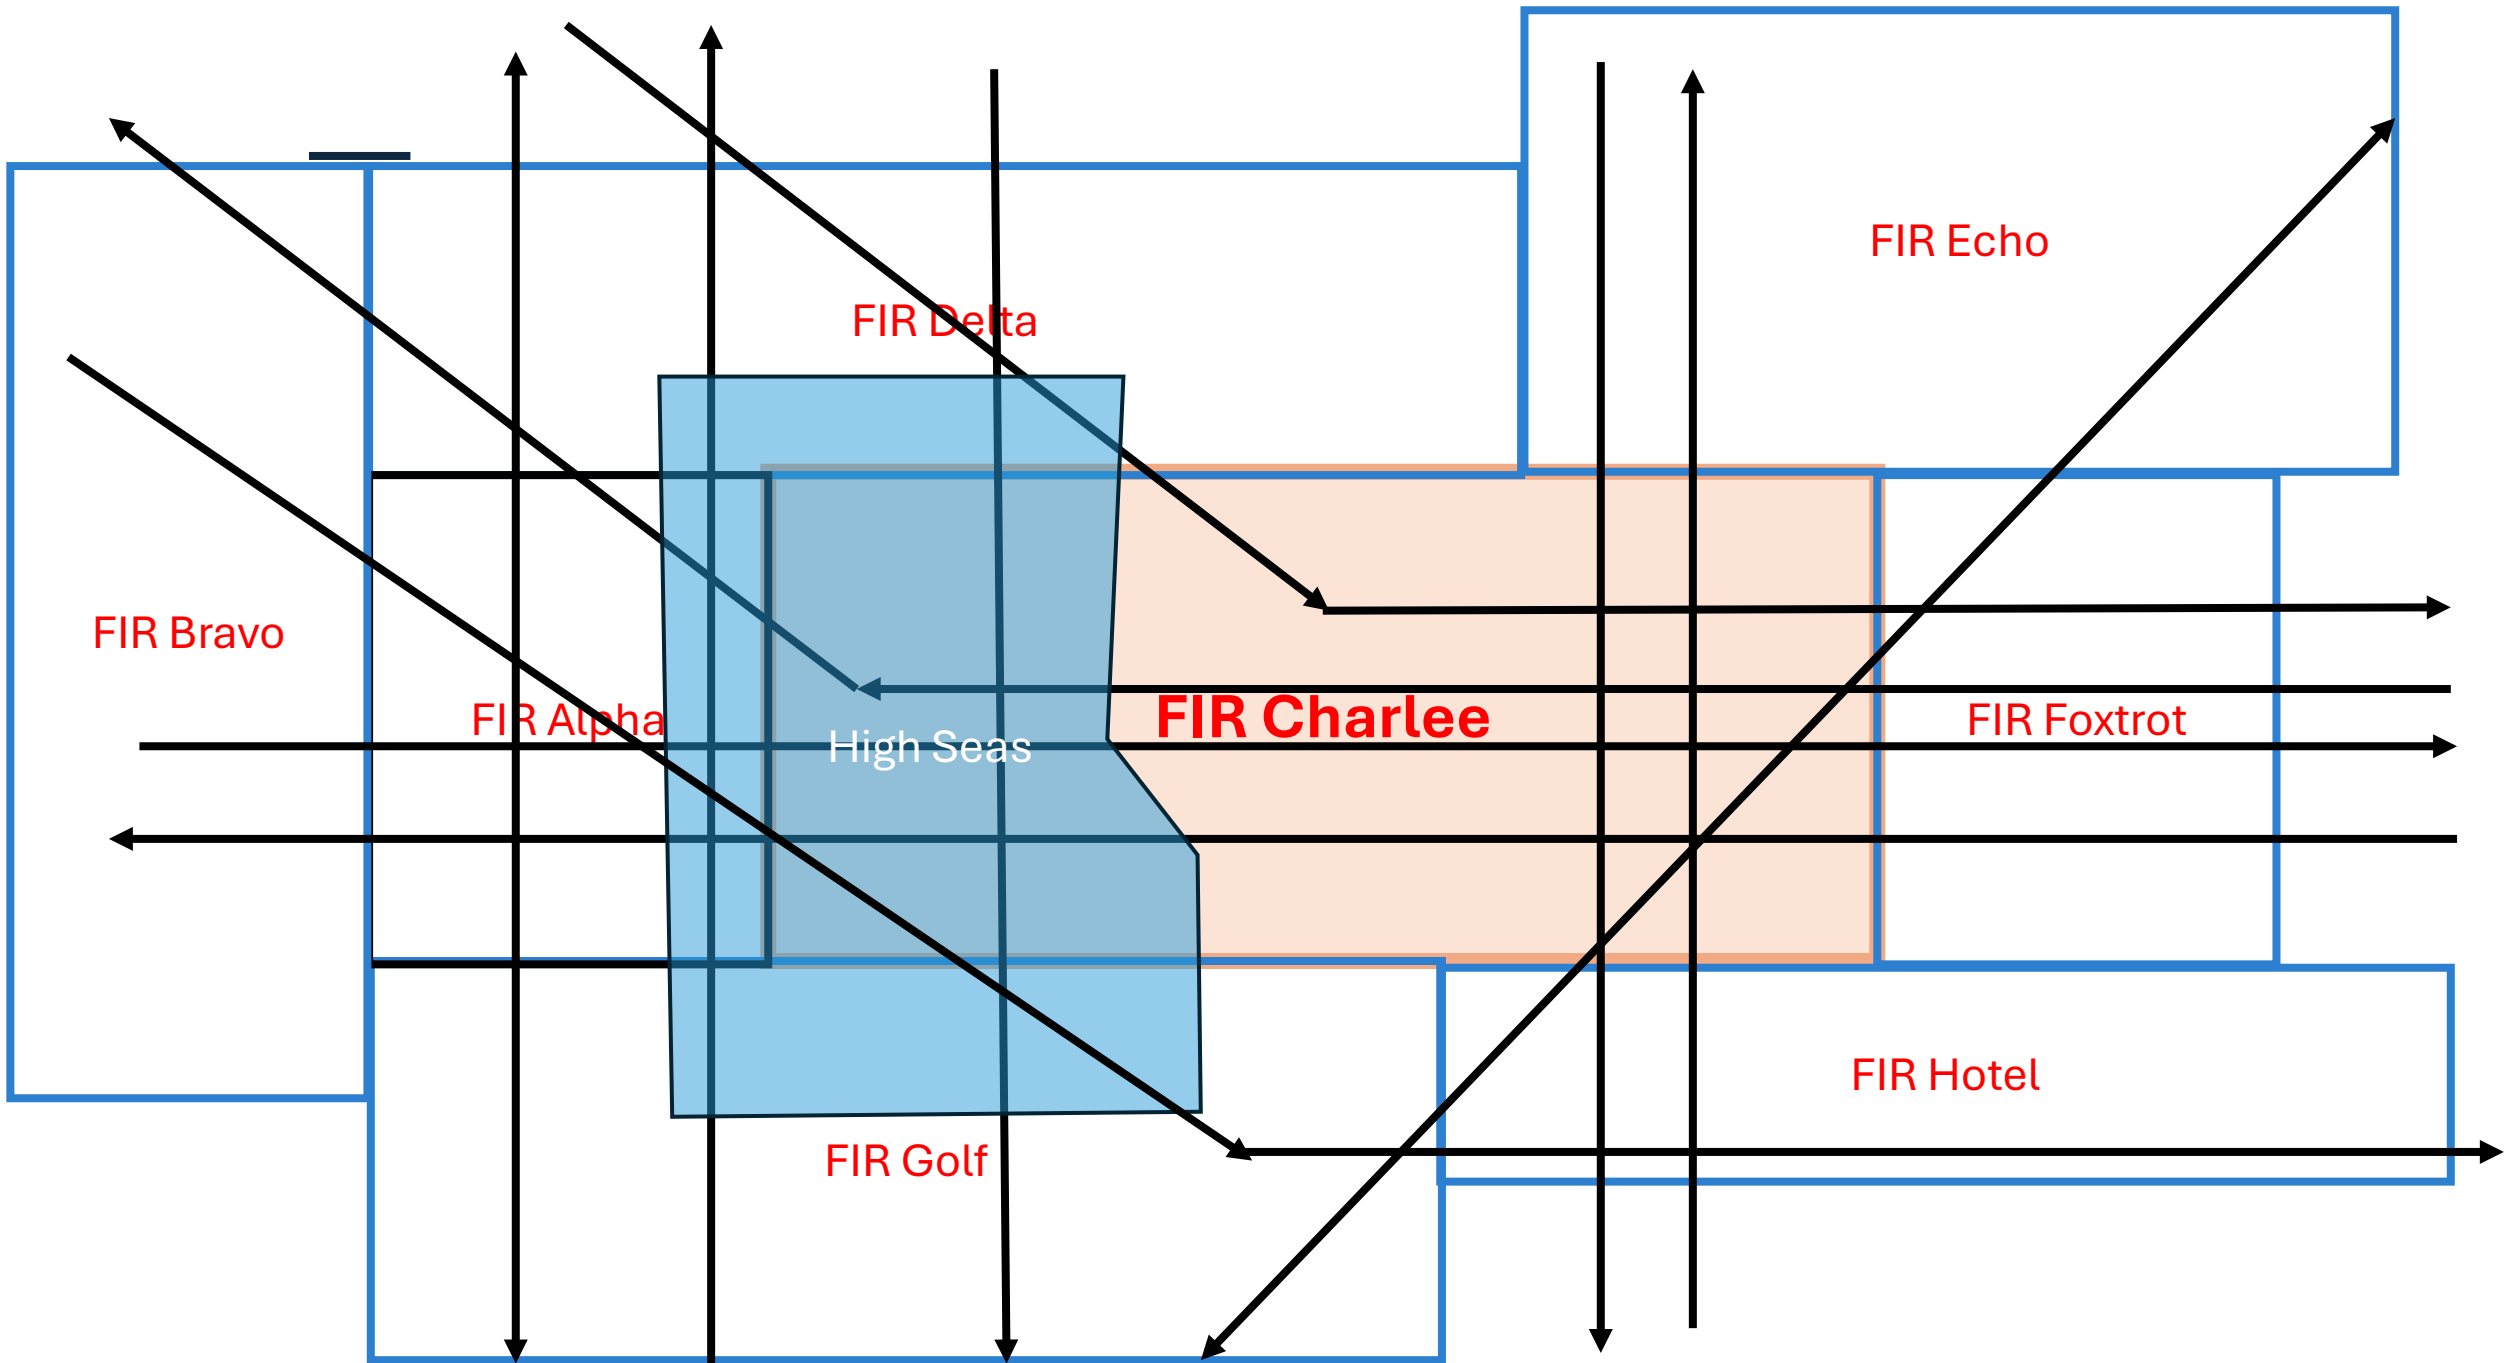 FIR Echo
FIR Delta
FIR Bravo
FIR Alpha
High Seas
FIR Charlee
FIR Foxtrot
FIR Hotel
FIR Golf